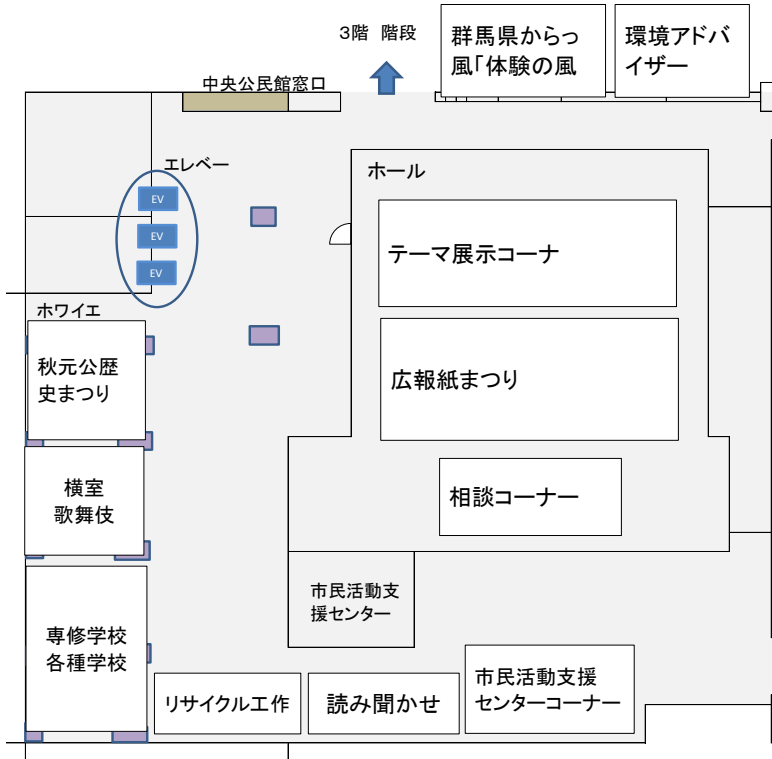 3階 階段
群馬県からっ
風「体験の風
環境アドバ
イザー
中央公民館窓口
エレベー
EV
EV
EV
ホール
テーマ展示コーナ
広報紙まつり
相談コーナー
ホワイエ
秋元公歴
史まつり
横室
歌舞伎
専修学校
各種学校
市民活動支
援センター
リサイクル工作
読み聞かせ
市民活動支援
センターコーナー